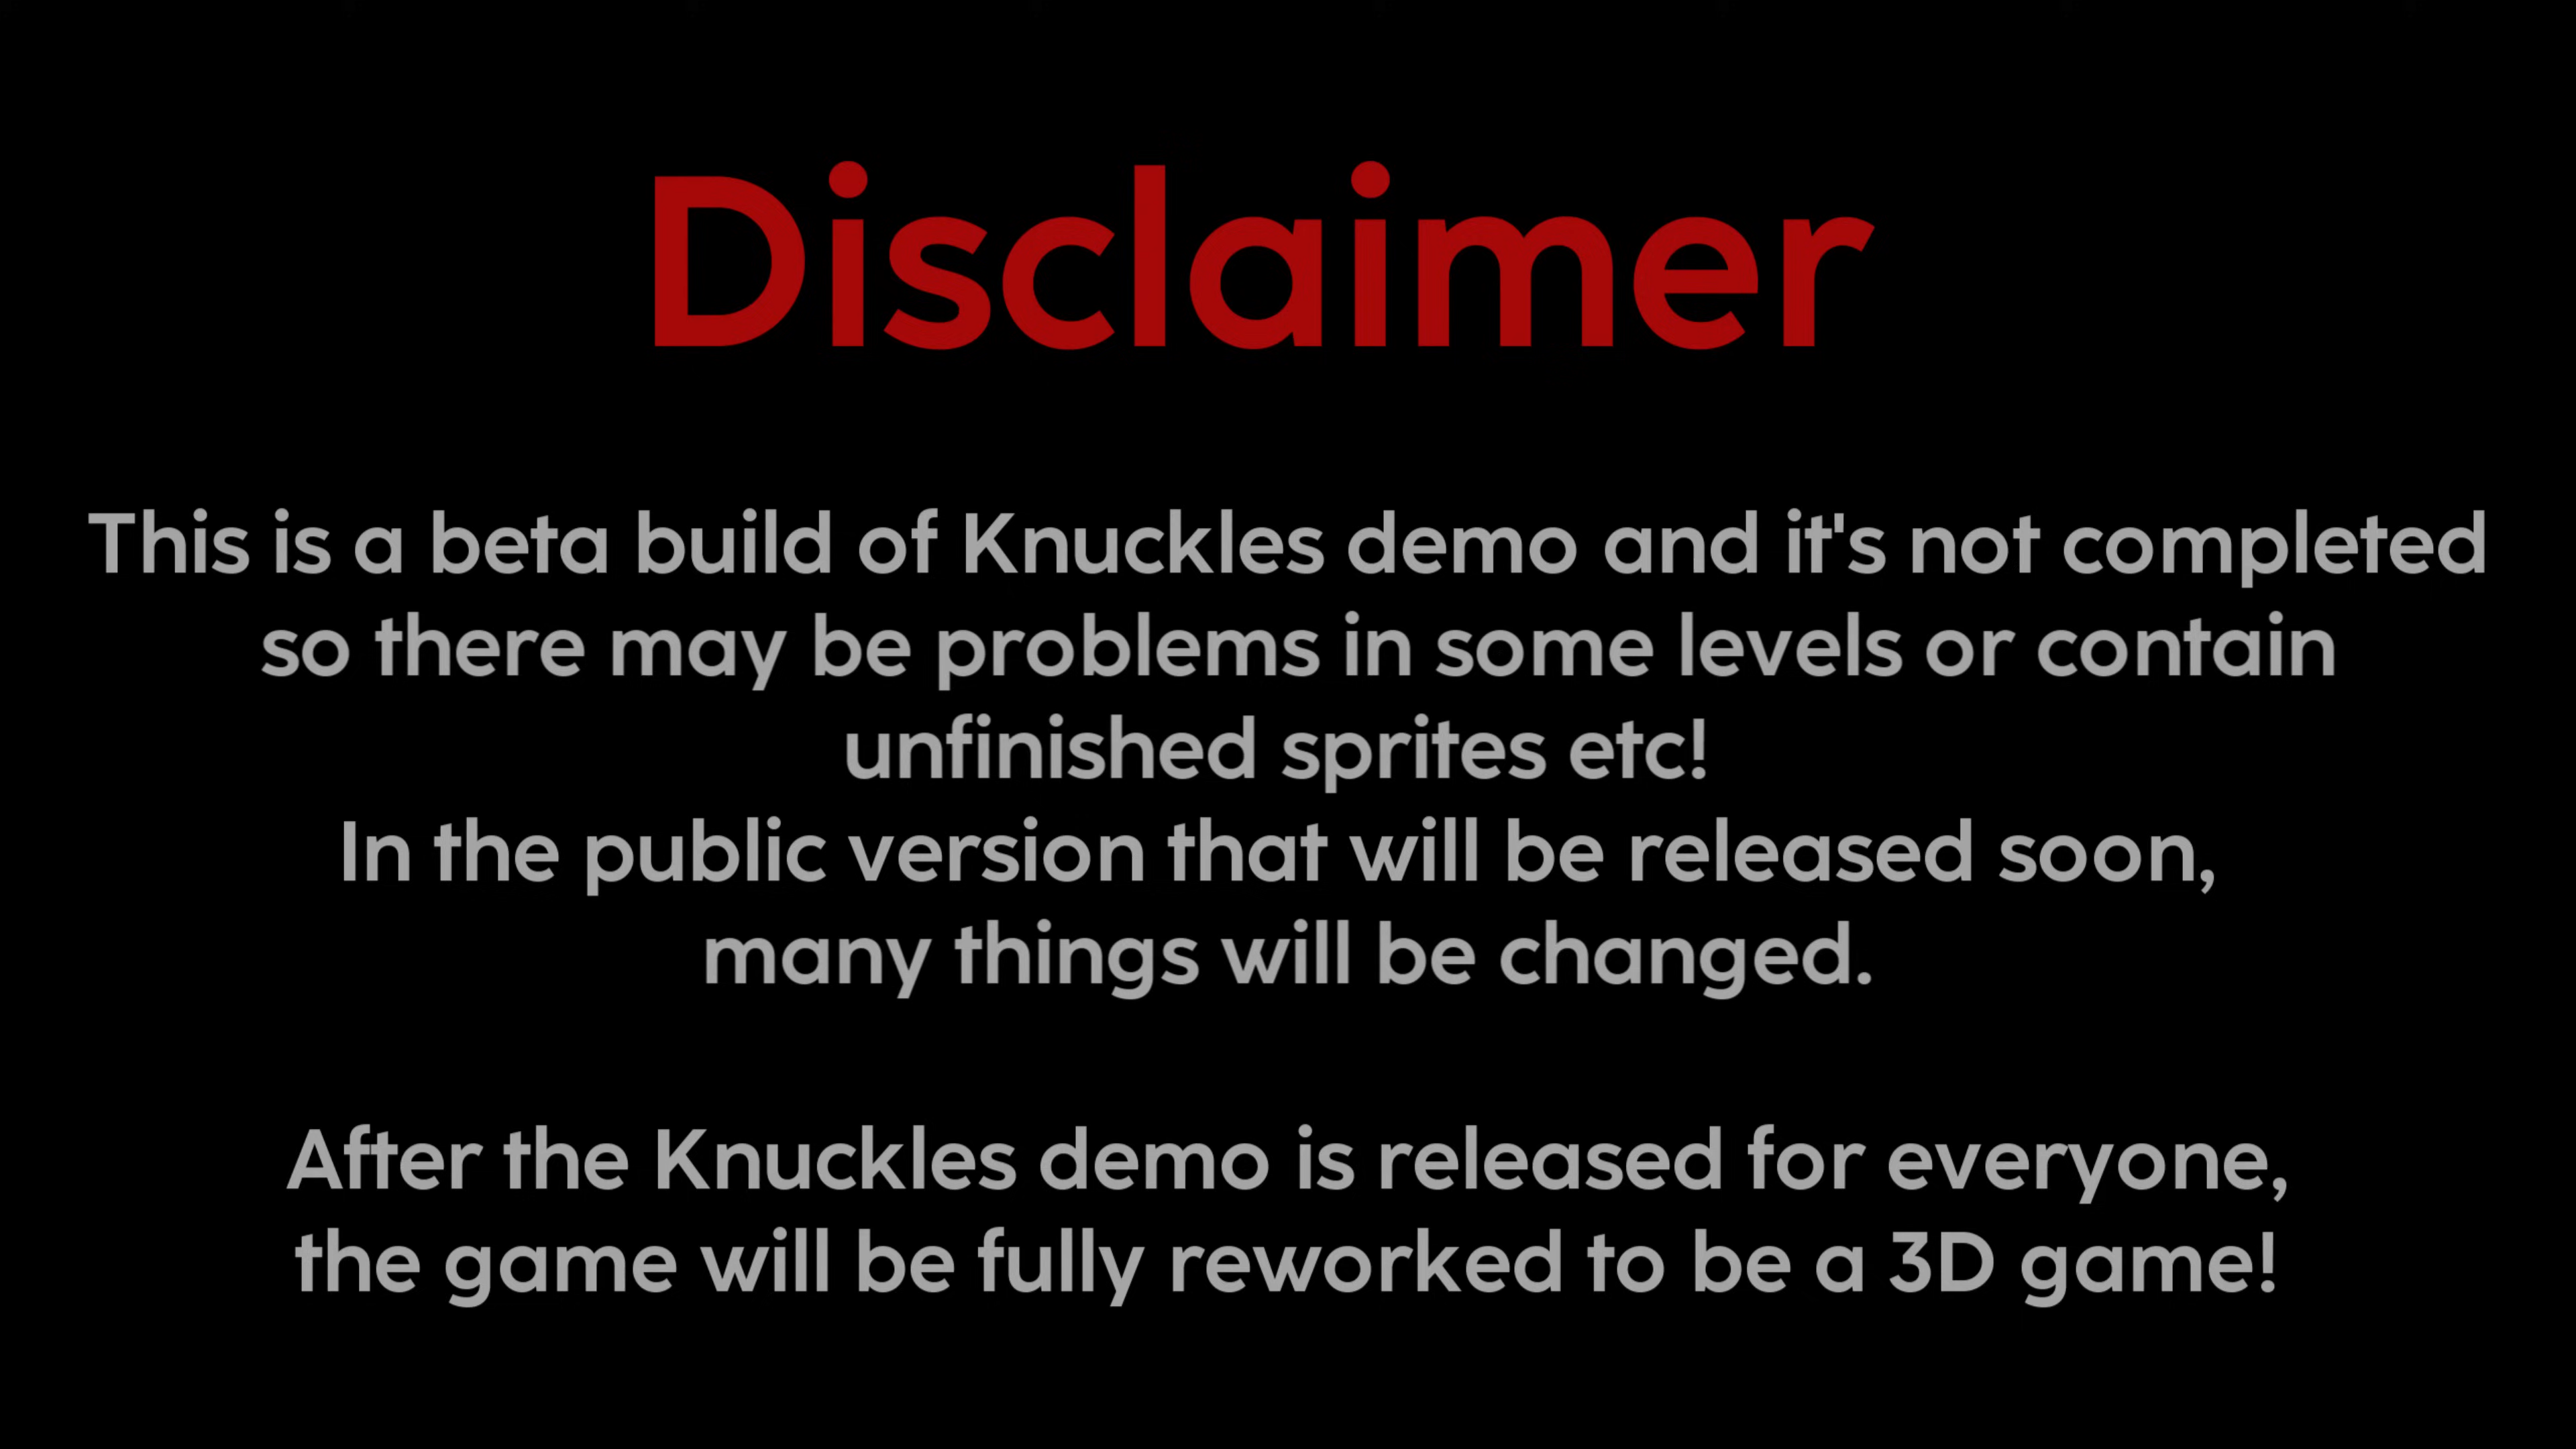 Disclaimer
This is a beta build of Knuckles demo and it's not completed
so there may be problems in some levels or contain
unfinished sprites etc!
In the public version that will be released soon,
many things will be changed.
After the Knuckles demo is released for everyone,
the game will be fully reworked to be a 3D game!